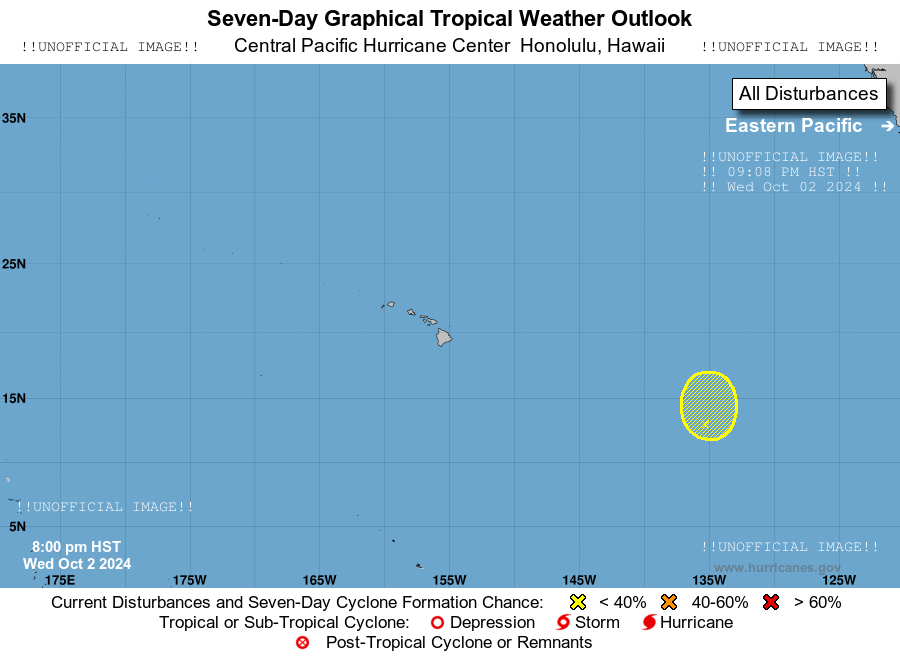 Seven-Day Graphical Tropical Weather Outlook
!!UNOFFICIAL IMAGE!! Central Pacific Hurricane Center Honolulu, Hawaii !!UNOFFICIAL IMAGE!!
All Disturbances
35N
Eastern Pacific
!!UNOFFICIAL IMAGE!!
!! 09:08 PM HST !!
!! Wed Oct 02 2024 !!
25N
15N
!!UNOFFICIAL IMAGE!!
5N
8:00 pm HST
Wed Oct 2 2024
!!UNOFFICIAL IMAGE!!
www.hurricanes.gov
175E 175W 165W 155W 145W 135W 125W
Current Disturbances and Seven-Day Cyclone Formation Chance: < 40% 40-60% > 60%
Tropical or Sub-Tropical Cyclone: Depression Storm Hurricane
Post-Tropical Cyclone or Remnants